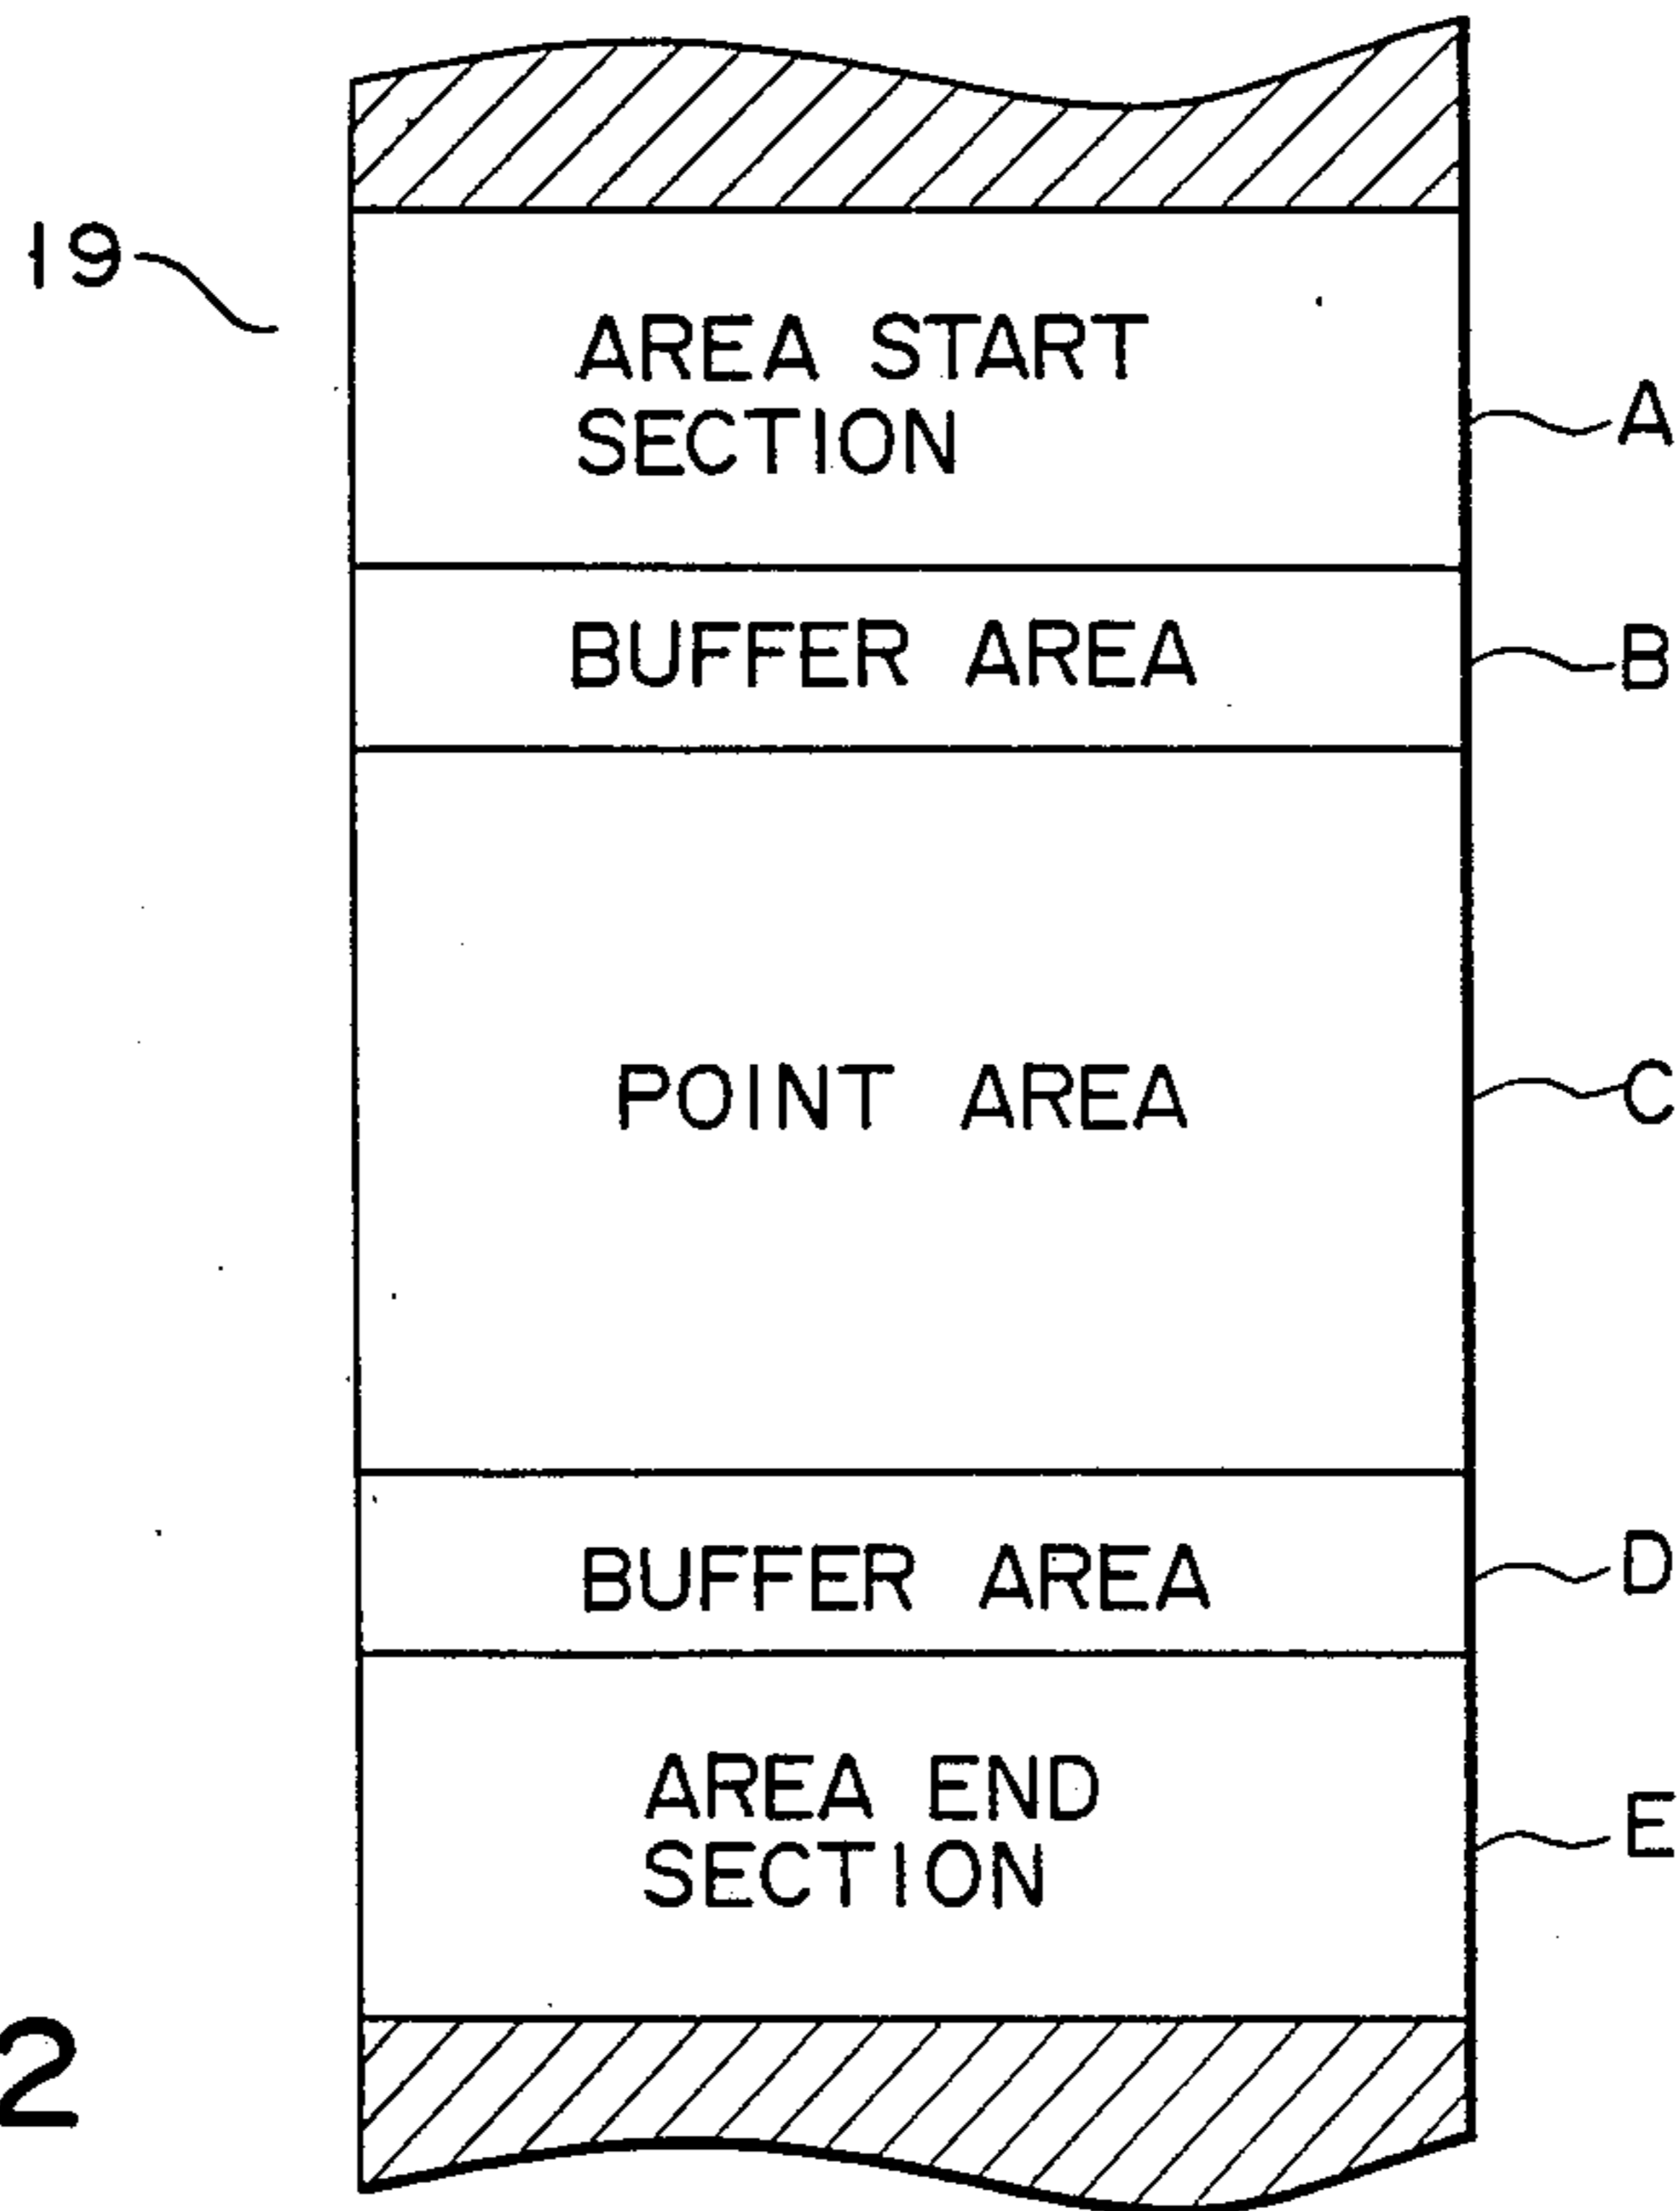 19
AREA START
SECTION
A
BUFFER AREA
B
POINT AREA
C
BUFFER AREA
D
AREA END
SECTION
E
2